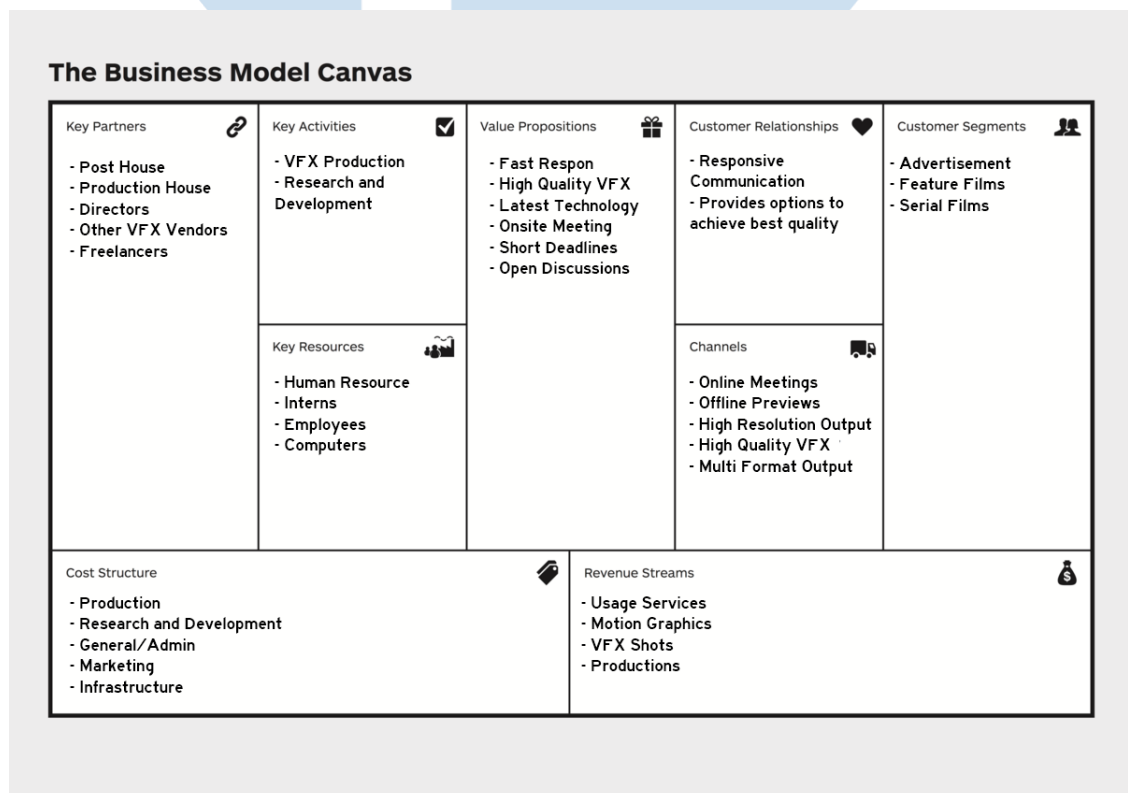 The Business Model Canvas
Key Partners
- Post House
- Production House
- Directors
- Other VFX Vendors
- Freelancers
Key Activities
- VFX Production
- Research and
Development
Key Resources
- Human Resource
- Interns
- Employees
- Computers
Value Propositions
- Fast Respon
- High Quality VFX
- Latest Technology
- Onsite Meeting
- Short Deadlines
- Open Discussions
Customer Relationships
- Responsive
Communication
- Provides options to
achieve best quality
Channels
- Online Meetings
- Offline Previews
- High Resolution Output
- High Quality VFX
- Multi Format Output
Customer Segments
- Advertisement
- Feature Films
- Serial Films
Cost Structure
- Production
- Research and Development
- General/Admin
- Marketing
- Infrastructure
Revenue Streams
- Usage Services
- Motion Graphics
- VFX Shots
- Productions